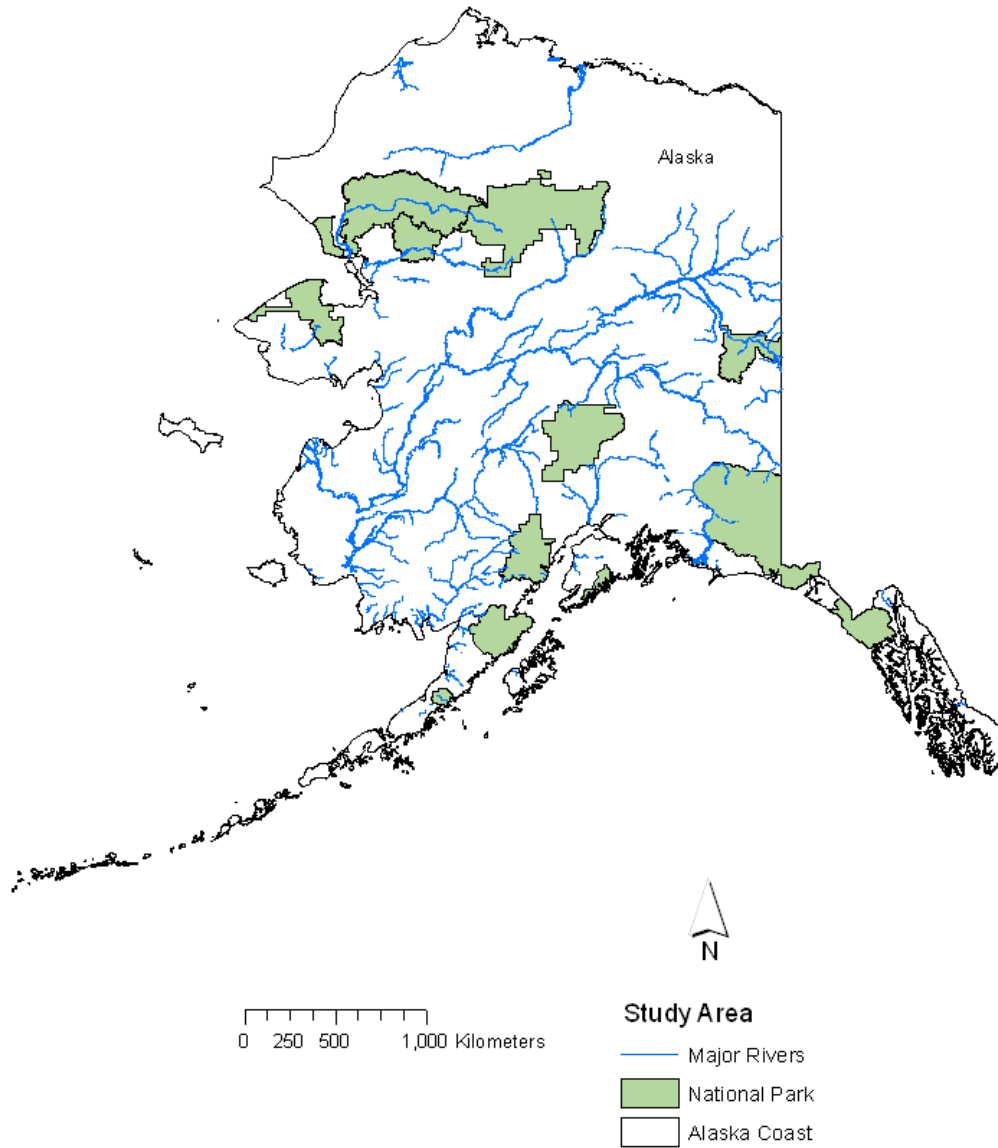 Alaska
N
0 250 500 1,000 Kilometers
Study Area
Major Rivers
National Park
Alaska Coast